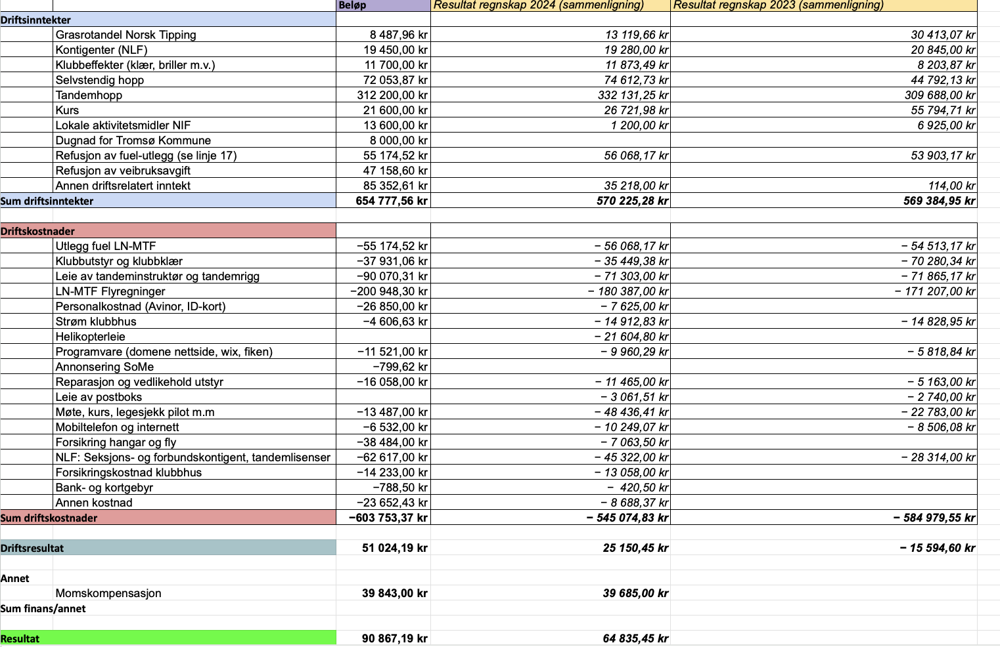 Beløp Resultat regnskap 2024 (sammenligning) Resultat regnskap 2023 (sammenligning)
Driftsinntekter
Grasrotandel Norsk Tipping 8 487,96 kr 13 119,66 kr 30 413,07 kr
Kontigenter (NLF) 19 450,00 kr 19 280,00 kr 20 845,00 kr
Klubbeffekter (klær, briller m.v.) 11 700,00 kr 11 873,49 kr 8 203,87 kr
Selvstendig hopp 72 053,87 kr 74 612,73 kr 44 792,13 kr
Tandemhopp 312 200,00 kr 332 131,25 kr 309 688,00 kr
Kurs 21 600,00 kr 26 721,98 kr 55 794,71 kr
Lokale aktivitetsmidler NIF 13 600,00 kr 1 200,00 kr 6 925,00 kr
Dugnad for Tromsø Kommune 8 000,00 kr
Refusjon av fuel-utlegg (se linje 17) 55 174,52 kr 56 068,17 kr 53 903,17 kr
Refusjon av veibruksavgift 47 158,60 kr
Annen driftsrelatert inntekt 85 352,61 kr 35 218,00 kr 114,00 kr
Sum driftsinntekter 654 777,56 kr 570 225,28 kr 569 384,95 kr
Driftskostnader
Utlegg fuel LN-MTF −55 174,52 kr − 56 068,17 kr − 54 513,17 kr
Klubbutstyr og klubbklær −37 931,06 kr − 35 449,38 kr − 70 280,34 kr
Leie av tandeminstruktør og tandemrigg −90 070,31 kr − 71 303,00 kr − 71 865,17 kr
LN-MTF Flyregninger −200 948,30 kr − 180 387,00 kr − 171 207,00 kr
Personalkostnad (Avinor, ID-kort) −26 850,00 kr − 7 625,00 kr
Strøm klubbhus −4 606,63 kr − 14 912,83 kr − 14 828,95 kr
Helikopterleie − 21 604,80 kr
Programvare (domene nettside, wix, fiken) −11 521,00 kr − 9 960,29 kr − 5 818,84 kr
Annonsering SoMe −799,62 kr
Reparasjon og vedlikehold utstyr −16 058,00 kr − 11 465,00 kr − 5 163,00 kr
Leie av postboks − 3 061,51 kr − 2 740,00 kr
Møte, kurs, legesjekk pilot m.m −13 487,00 kr − 48 436,41 kr − 22 783,00 kr
Mobiltelefon og internett −6 532,00 kr − 10 249,07 kr − 8 506,08 kr
Forsikring hangar og fly −38 484,00 kr − 7 063,50 kr
NLF: Seksjons- og forbundskontigent, tandemlisenser −62 617,00 kr − 45 322,00 kr − 28 314,00 kr
Forsikringskostnad klubbhus −14 233,00 kr − 13 058,00 kr
Bank- og kortgebyr −788,50 kr − 420,50 kr
Annen kostnad −23 652,43 kr − 8 688,37 kr
Sum driftskostnader −603 753,37 kr − 545 074,83 kr − 584 979,55 kr
Driftsresultat 51 024,19 kr 25 150,45 kr − 15 594,60 kr
Annet
Momskompensasjon 39 843,00 kr 39 685,00 kr
Sum finans/annet
Resultat 90 867,19 kr 64 835,45 kr